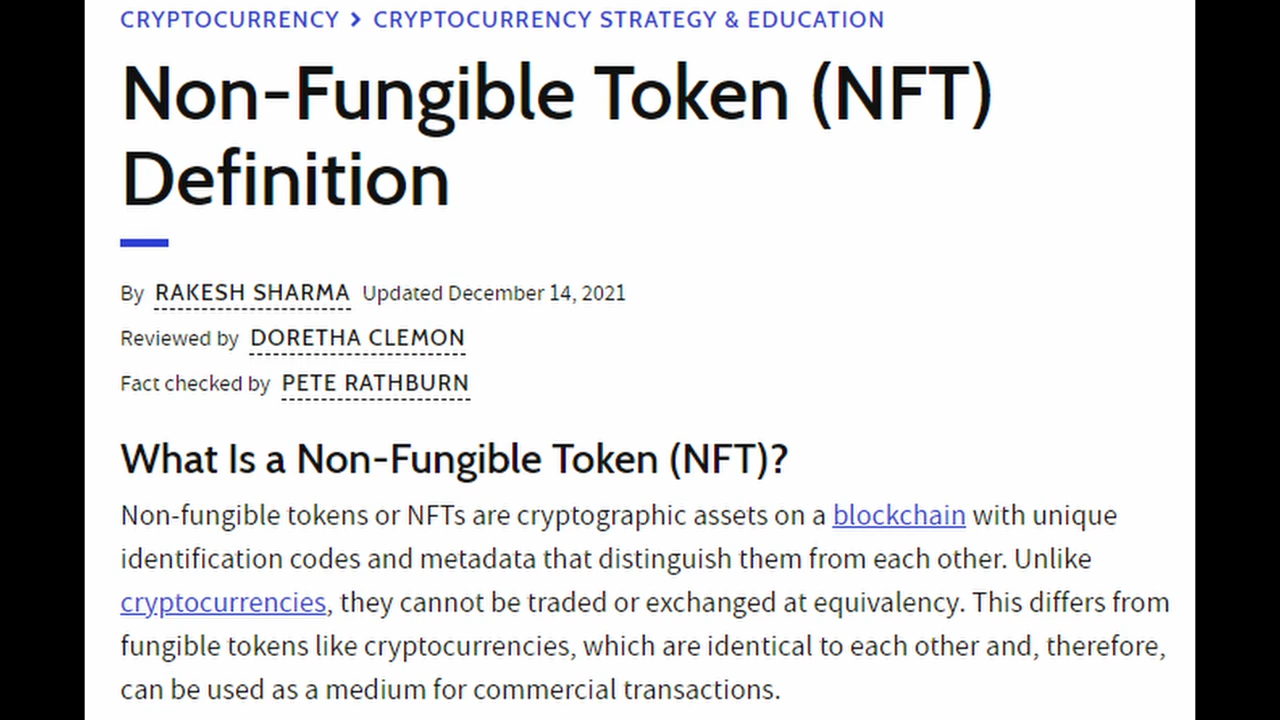 CRYPTOCURRENCY > CRYPTOCURRENCY STRATEGY & EDUCATION
Non-Fungible Token (NFT)
Definition
By RAKESH SHARMA Updated December 14, 2021
Reviewed by DORETHA CLEMON
Fact checked by PETE RATHBURN
What Is a Non-Fungible Token (NFT)?
Non-fungible tokens or NFTs are cryptographic assets on a blockchain with unique
identification codes and metadata that distinguish them from each other. Unlike
cryptocurrencies, they cannot be traded or exchanged at equivalency. This differs from
fungible tokens like cryptocurrencies, which are identical to each other and, therefore,
can be used as a medium for commercial transactions.